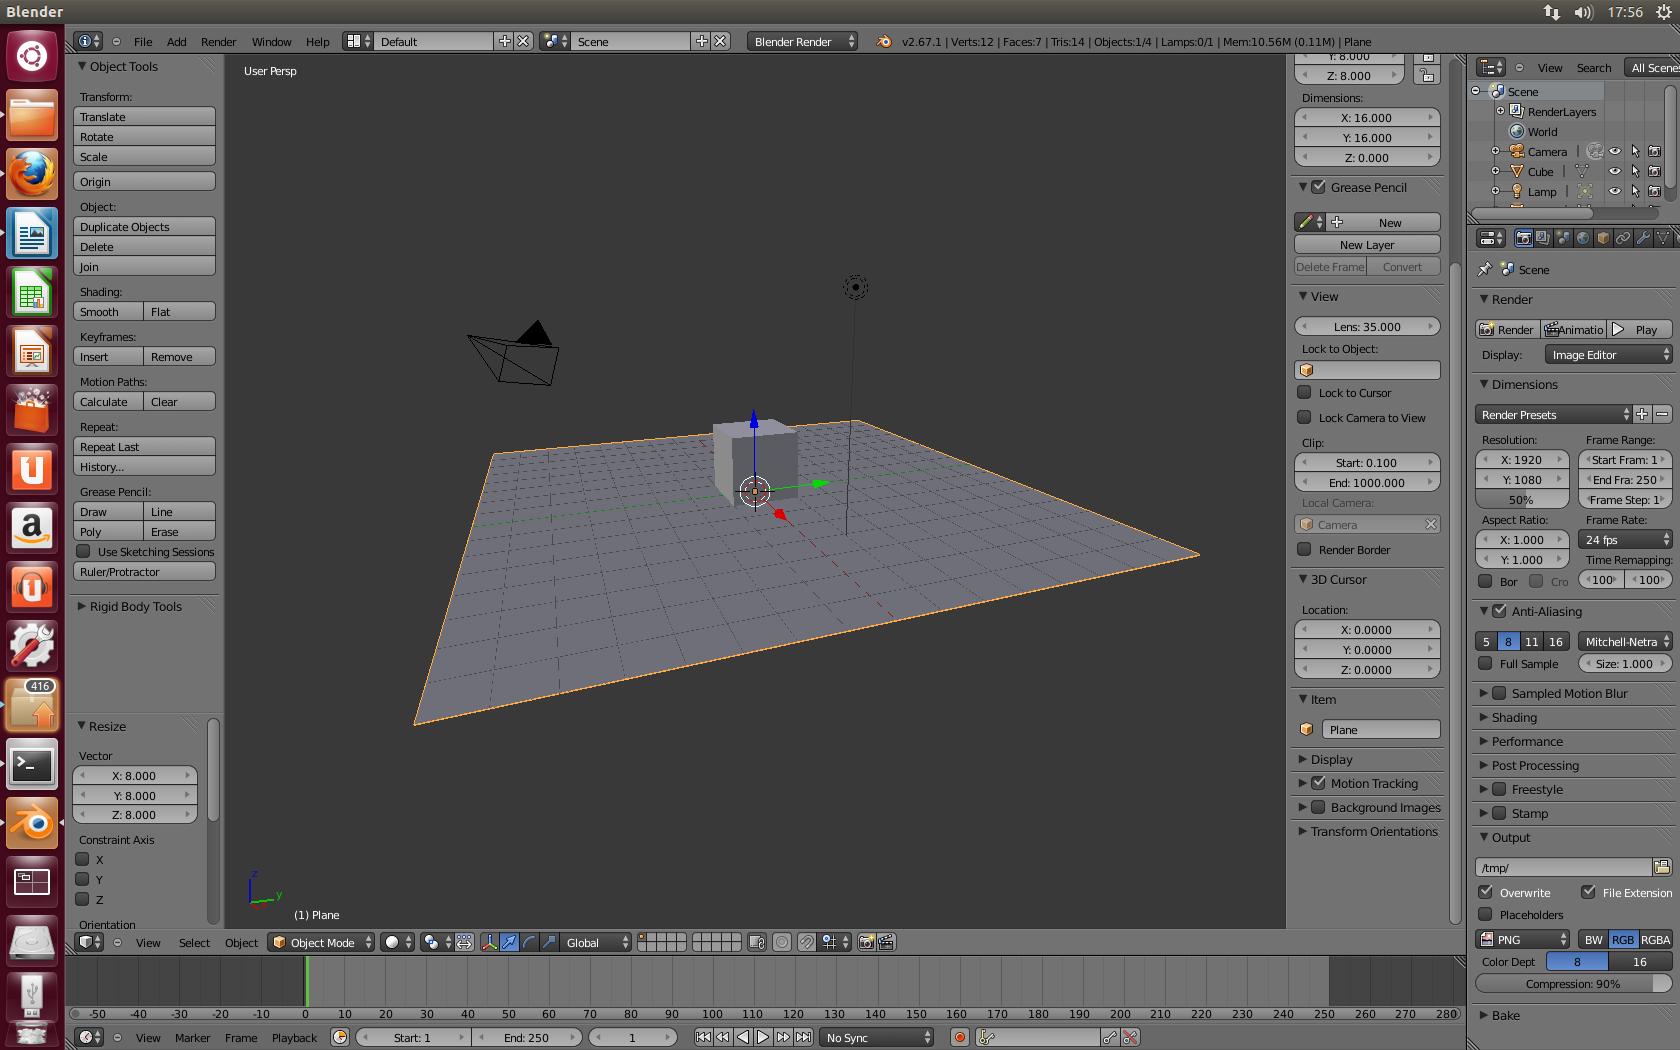 Blender
17:56
File Add Render Window Help Default Scene Blender Render v2.67.1 | Verts:12 | Faces:7 | Tris:14 | Objects:1/4 | Lamps:0/1 | Mem:10.56M (0.11M) | Plane
Object Tools
Transform:
Translate
Rotate
Scale
Origin
Object:
Duplicate Objects
Delete
Join
Shading:
Smooth Flat
Keyframes:
Insert Remove
Motion Paths:
Calculate Clear
Repeat:
Repeat Last
History...
Grease Pencil:
Draw Line
Poly Erase
Use Sketching Sessions
Ruler/Protractor
Rigid Body Tools
416
Resize
Vector
X: 8.000
Y: 8.000
Z: 8.000
Constraint Axis
X
Y
Z
Orientation
User Persp
z
y
(1) Plane
Y: 8.000
Z: 8.000
Dimensions:
X: 16.000
Y: 16.000
Z: 0.000
Grease Pencil
New
New Layer
Delete Frame Convert
View
Lens: 35.000
Lock to Object:
Lock to Cursor
Lock Camera to View
Clip:
Start: 0.100
End: 1000.000
Local Camera:
Camera
Render Border
3D Cursor
Location:
X: 0.0000
Y: 0.0000
Z: 0.0000
Item
Plane
Display
Motion Tracking
Background Images
Transform Orientations
View Search All Scene
Scene
RenderLayers
World
Camera
Cube
Lamp
Scene
Render
Render Animatio Play
Display: Image Editor
Dimensions
Render Presets
Resolution: Frame Range:
X: 1920 Start Fram: 1
Y: 1080 End Fra: 250
50% Frame Step: 1
Aspect Ratio: Frame Rate:
X: 1.000 24 fps
Y: 1.000 Time Remapping:
Bor Cro 100 100
Anti-Aliasing
5 8 11 16 Mitchell-Netra
Full Sample Size: 1.000
Sampled Motion Blur
Shading
Performance
Post Processing
Freestyle
Stamp
Output
/tmp/
Overwrite File Extension
Placeholders
PNG BW RGB RGBA
Color Dept 8 16
Compression: 90%
Bake
View Select Object Object Mode Global
-50 -40 -30 -20 -10 0 10 20 30 40 50 60 70 80 90 100 110 120 130 140 150 160 170 180 190 200 210 220 230 240 250 260 270 280
View Marker Frame Playback Start: 1 End: 250 1 No Sync